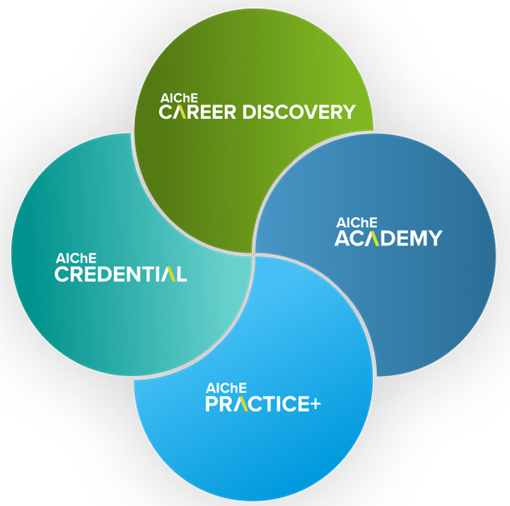 AIChE
CAREER DISCOVERY
AIChE
ACADEMY
AIChE
CREDENTIAL
AIChE
PRACTICE+